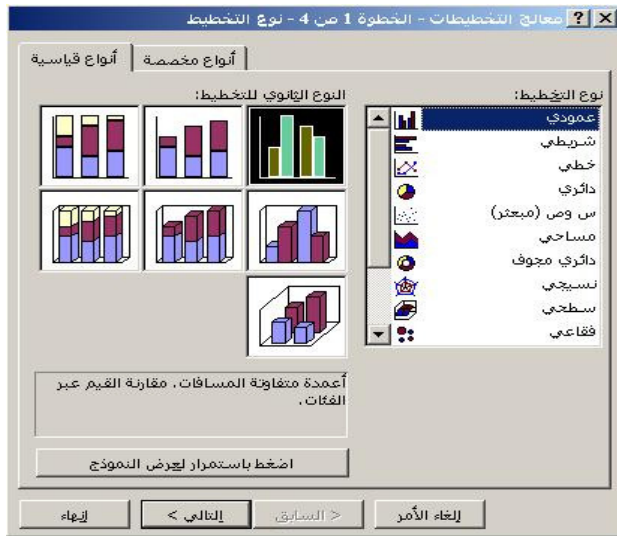 معالج التخطيطات - الخطوة 1 من 4 - نوع التخطيط
أنواع قياسية
أنواع مخصصة
نوع التخطيط:
عمودي
شريطي
خطي
دائري
س وص (مبعثر)
مساحي
دائري مجوف
نسيجي
سطحي
فقاعي
النوع الثانوي للتخطيط:
أعمدة متفاوتة المسافات. مقارنة القيم عبر
الفئات.
اضغط باستمرار لعرض النموذج
إلغاء الأمر
< السابق
التالي >
إنهاء